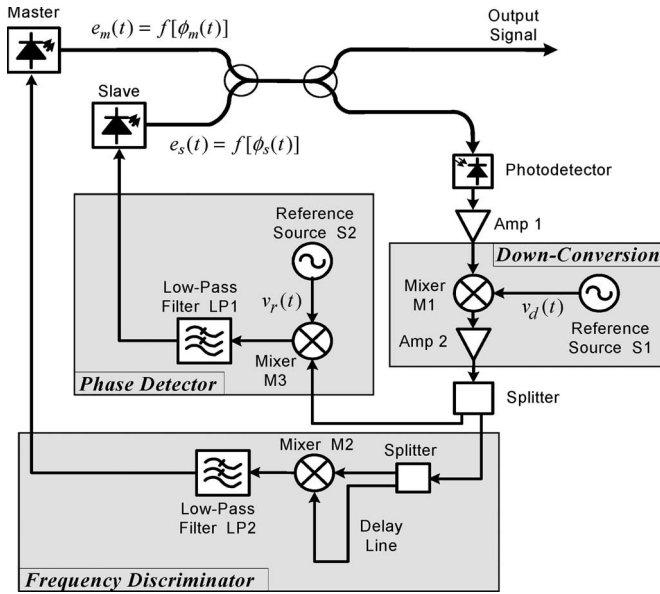 Master
e_m(t) = f[ϕ_m(t)]
Output
Signal
Slave
e_s(t) = f[ϕ_s(t)]
Photodetector
Amp 1
Reference
Source S2
Down-Conversion
Low-Pass
Filter LP1
v_r(t)
Mixer
M1
v_d(t)
Amp 2
Reference
Source S1
Mixer
M3
Phase Detector
Splitter
Mixer M2
Splitter
Low-Pass
Filter LP2
Delay
Line
Frequency Discriminator